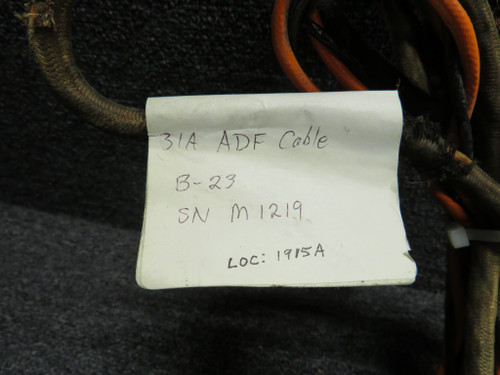 31A ADF Cable
B-23
SN M1219
LOC: 1915A